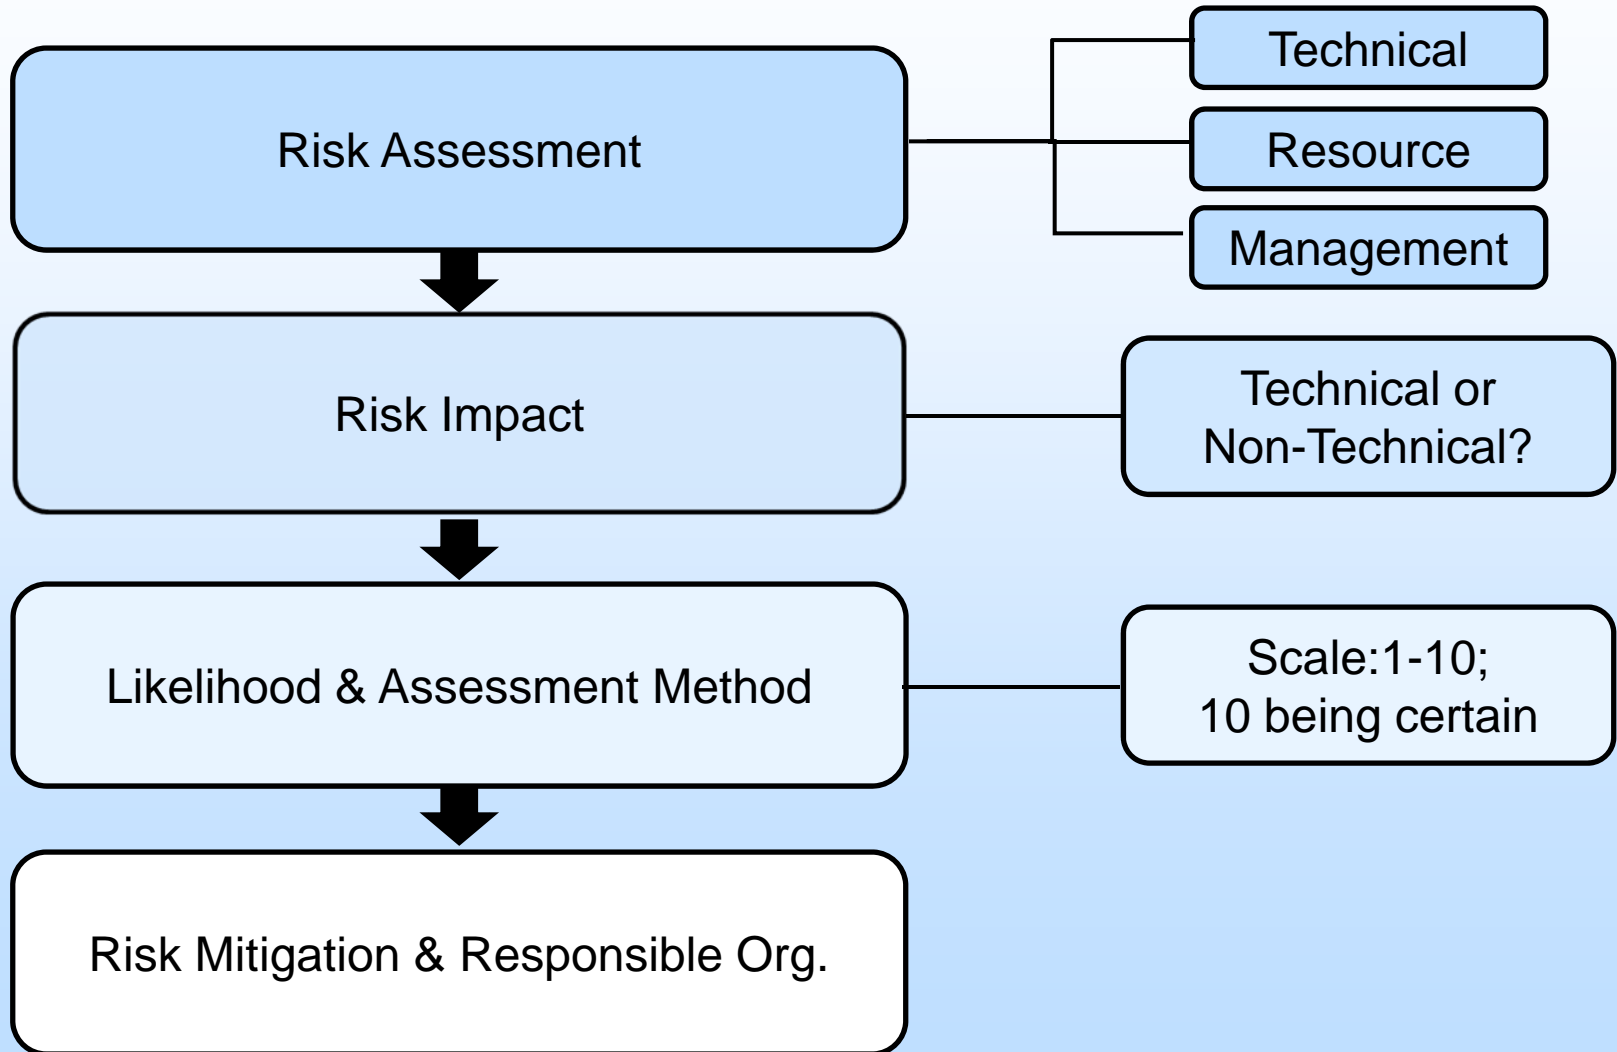 Risk Assessment
Technical
Resource
Management
Risk Impact
Technical or
Non-Technical?
Likelihood & Assessment Method
Scale:1-10;
10 being certain
Risk Mitigation & Responsible Org.